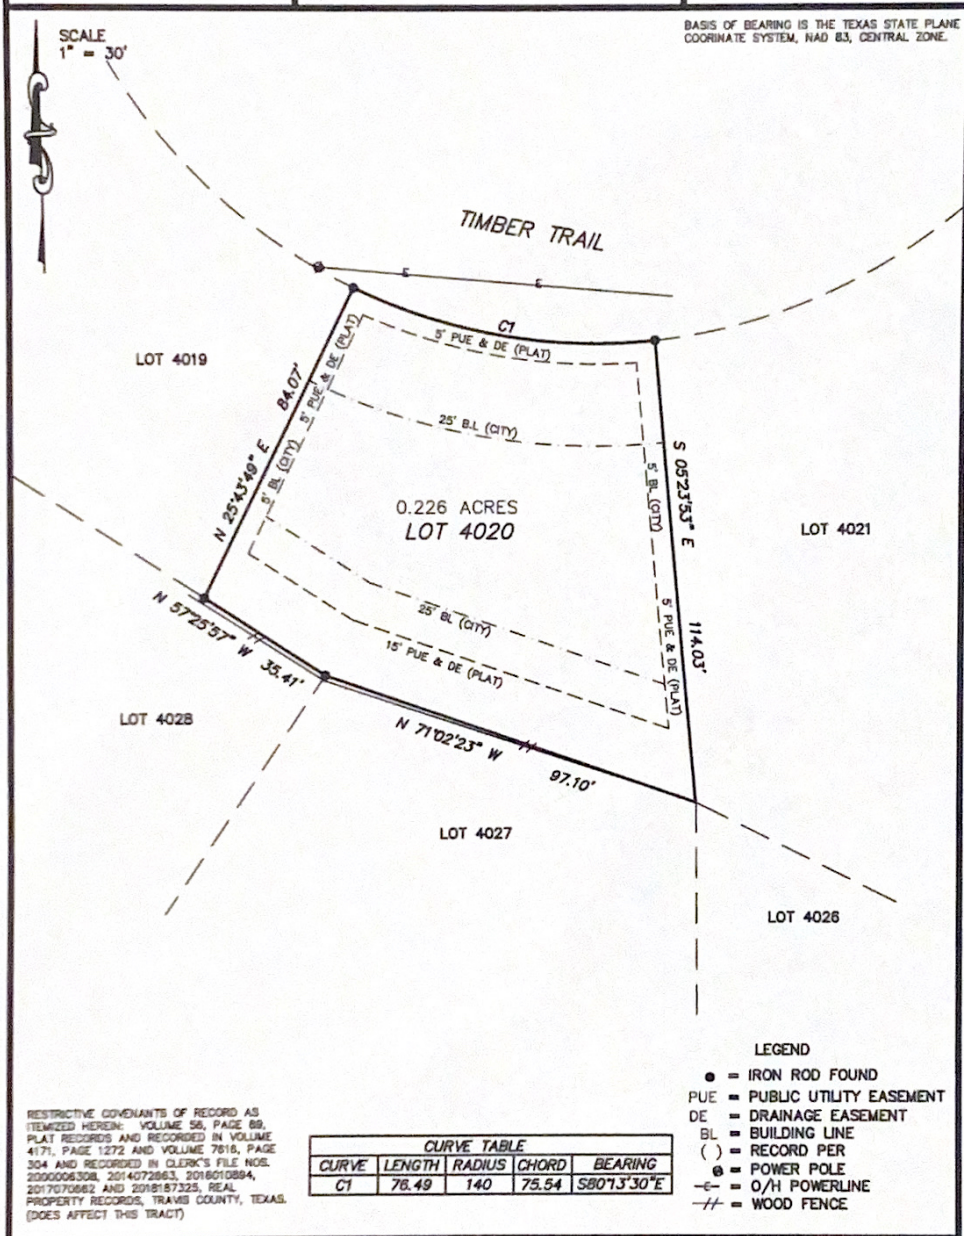 SCALE
1" = 30'
BASIS OF BEARING IS THE TEXAS STATE PLANE
COORINATE SYSTEM, NAD 83, CENTRAL ZONE.
TIMBER TRAIL
E
E
C1
5' PUE & DE (PLAT)
LOT 4019
84.07'
5' PUE & DE (PLAT)
25' B.L (CITY)
N 25°43'49" E
5' BL (CITY)
S 05°23'53" E
5' BL (CITY)
0.226 ACRES
LOT 4020
LOT 4021
25' BL (CITY)
15' PUE & DE (PLAT)
5' PUE & DE (PLAT)
114.03'
N 57°25'57" W
35.41'
LOT 4028
N 71°02'23" W
97.10'
LOT 4027
LOT 4026
LEGEND
= IRON ROD FOUND
PUE = PUBLIC UTILITY EASEMENT
DE = DRAINAGE EASEMENT
BL = BUILDING LINE
( ) = RECORD PER
= POWER POLE
-E- = O/H POWERLINE
-//- = WOOD FENCE
RESTRICTIVE COVENANTS OF RECORD AS
ITEMIZED HEREIN: VOLUME 56, PAGE 89,
PLAT RECORDS AND RECORDED IN VOLUME
4171, PAGE 1272 AND VOLUME 7616, PAGE
304 AND RECORDED IN CLERK'S FILE NOS.
2000006308, 2014072863, 2016010894,
2017070662 AND 2018187325, REAL
PROPERTY RECORDS, TRAVIS COUNTY, TEXAS.
(DOES AFFECT THIS TRACT)
CURVE TABLE
CURVE LENGTH RADIUS CHORD BEARING
C1 76.49 140 75.54 S80°13'30"E